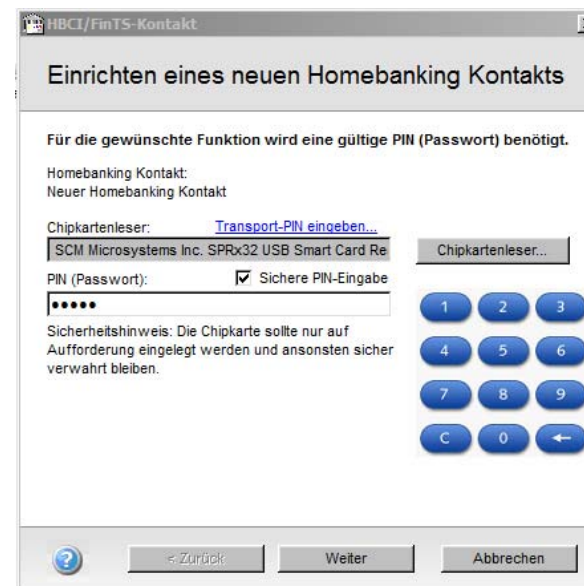 HBCI/FinTS-Kontakt
Einrichten eines neuen Homebanking Kontakts
Für die gewünschte Funktion wird eine gültige PIN (Passwort) benötigt.
Homebanking Kontakt:
Neuer Homebanking Kontakt
Chipkartenleser: Transport-PIN eingeben...
SCM Microsystems Inc. SPRx32 USB Smart Card Re
Chipkartenleser...
PIN (Passwort): Sichere PIN-Eingabe
•••••
Sicherheitshinweis: Die Chipkarte sollte nur auf
Aufforderung eingelegt werden und ansonsten sicher
verwahrt bleiben.
1 2 3
4 5 6
7 8 9
C 0 ←
? < Zurück Weiter Abbrechen